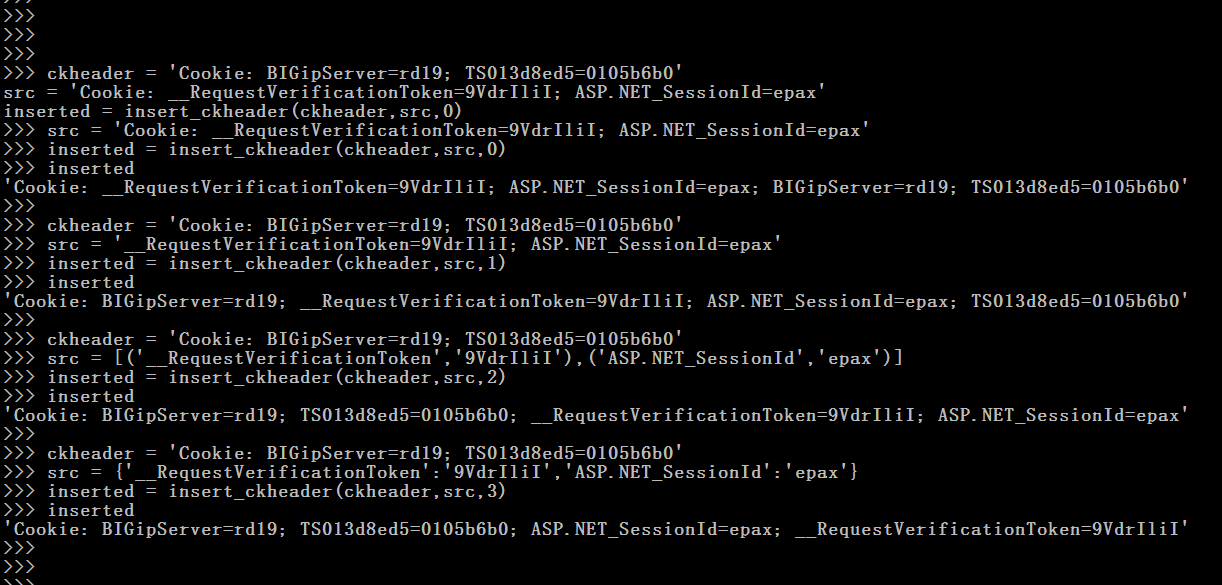 >>>
>>>
>>>
>>>
>>> ckheader = 'Cookie: BIGipServer=rd19; TS013d8ed5=0105b6b0'
src = 'Cookie: __RequestVerificationToken=9VdrIliI; ASP.NET_SessionId=epax'
inserted = insert_ckheader(ckheader,src,0)
>>> src = 'Cookie: __RequestVerificationToken=9VdrIliI; ASP.NET_SessionId=epax'
>>> inserted = insert_ckheader(ckheader,src,0)
>>> inserted
'Cookie: __RequestVerificationToken=9VdrIliI; ASP.NET_SessionId=epax; BIGipServer=rd19; TS013d8ed5=0105b6b0'
>>>
>>> ckheader = 'Cookie: BIGipServer=rd19; TS013d8ed5=0105b6b0'
>>> src = '__RequestVerificationToken=9VdrIliI; ASP.NET_SessionId=epax'
>>> inserted = insert_ckheader(ckheader,src,1)
>>> inserted
'Cookie: BIGipServer=rd19; __RequestVerificationToken=9VdrIliI; ASP.NET_SessionId=epax; TS013d8ed5=0105b6b0'
>>>
>>> ckheader = 'Cookie: BIGipServer=rd19; TS013d8ed5=0105b6b0'
>>> src = [('__RequestVerificationToken','9VdrIliI'),('ASP.NET_SessionId','epax')]
>>> inserted = insert_ckheader(ckheader,src,2)
>>> inserted
'Cookie: BIGipServer=rd19; TS013d8ed5=0105b6b0; __RequestVerificationToken=9VdrIliI; ASP.NET_SessionId=epax'
>>>
>>> ckheader = 'Cookie: BIGipServer=rd19; TS013d8ed5=0105b6b0'
>>> src = {'__RequestVerificationToken':'9VdrIliI','ASP.NET_SessionId':'epax'}
>>> inserted = insert_ckheader(ckheader,src,3)
>>> inserted
'Cookie: BIGipServer=rd19; TS013d8ed5=0105b6b0; ASP.NET_SessionId=epax; __RequestVerificationToken=9VdrIliI'
>>>
>>>
>>>